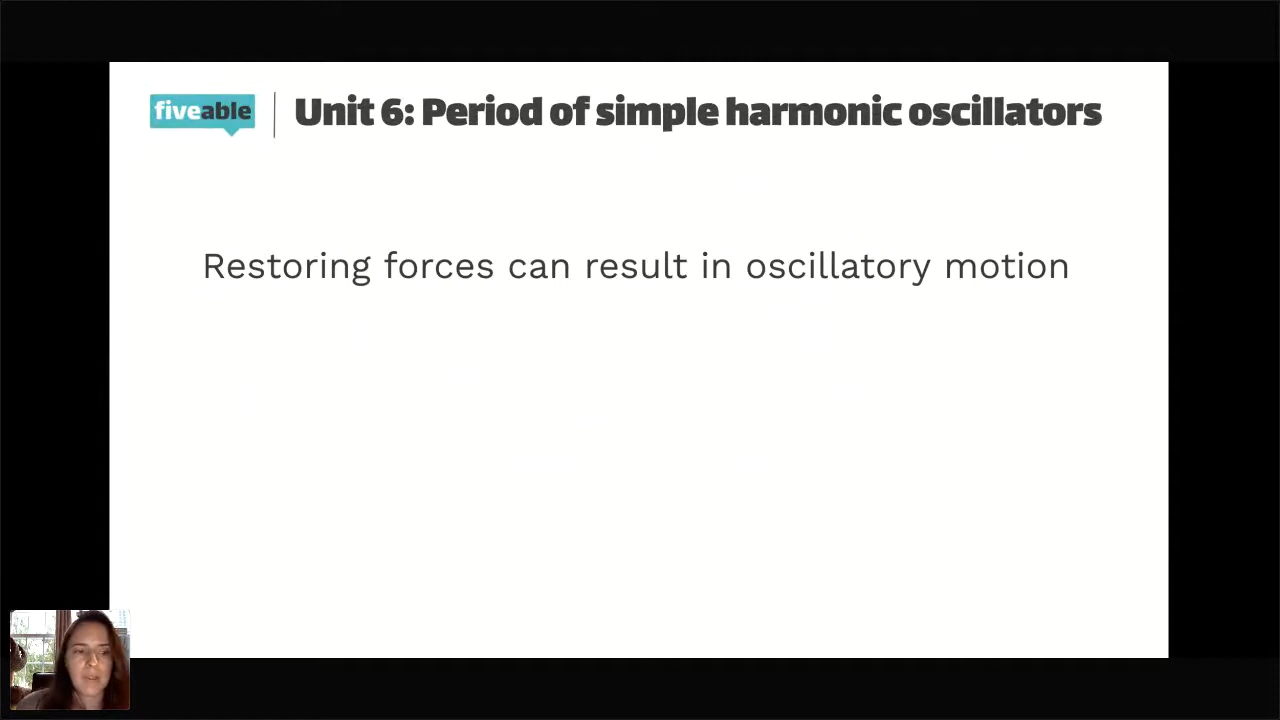 fiveable
Unit 6: Period of simple harmonic oscillators
Restoring forces can result in oscillatory motion